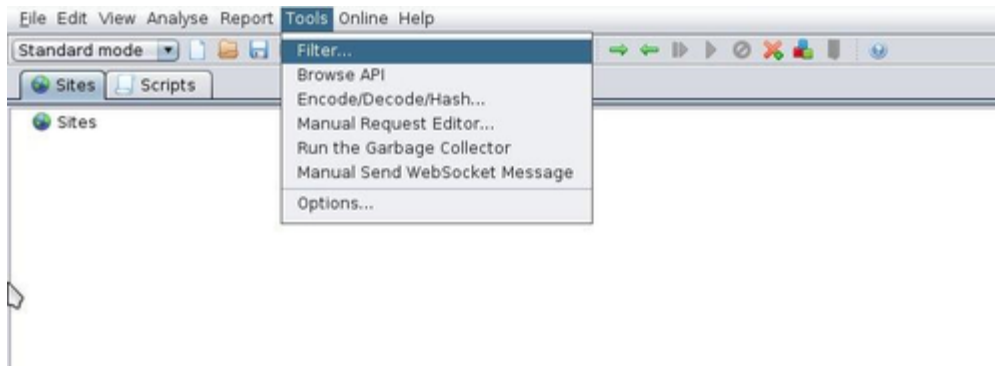 File Edit View Analyse Report Tools Online Help
Standard mode
Filter...
Browse API
Sites Scripts
Encode/Decode/Hash...
Sites
Manual Request Editor...
Run the Garbage Collector
Manual Send WebSocket Message
Options...